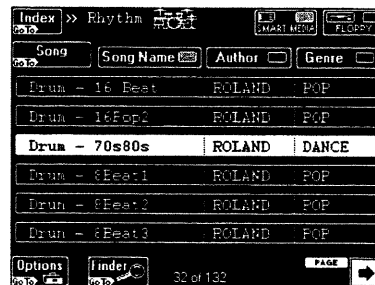 Index >> Rhythm SMART MEDIA FLOPPY
Go To
Song Song Name Author Genre
Go To
Drum - 16 Beat ROLAND POP
Drum - 16Pop2 ROLAND POP
Drum - 70s80s ROLAND DANCE
Drum - 8Beat1 ROLAND POP
Drum - 8Beat2 ROLAND POP
Drum - 8Beat3 ROLAND POP
Options Finder PAGE
Go To Go To 32 of 132